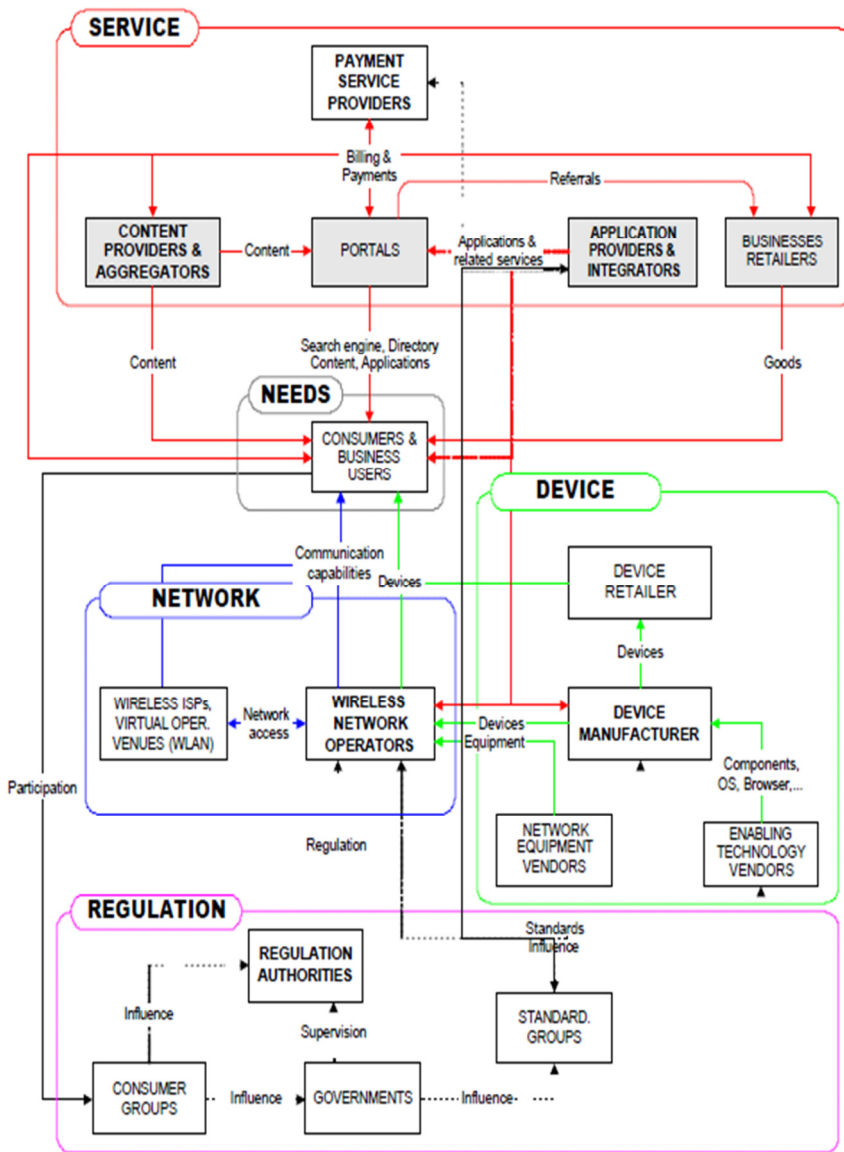 SERVICE
PAYMENT
SERVICE
PROVIDERS
Billing &
Payments
Referrals
CONTENT
PROVIDERS &
AGGREGATORS
Content
PORTALS
Applications &
related services
APPLICATION
PROVIDERS &
INTEGRATORS
BUSINESSES
RETAILERS
Content
Search engine, Directory
Content, Applications
Goods
NEEDS
CONSUMERS &
BUSINESS
USERS
DEVICE
Communication
capabilities
Devices
DEVICE
RETAILER
NETWORK
Devices
WIRELESS ISPs,
VIRTUAL OPER.
VENUES (WLAN)
Network
access
WIRELESS
NETWORK
OPERATORS
Devices
Equipment
DEVICE
MANUFACTURER
Components,
OS, Browser,...
Participation
Regulation
NETWORK
EQUIPMENT
VENDORS
ENABLING
TECHNOLOGY
VENDORS
REGULATION
Standards
Influence
REGULATION
AUTHORITIES
Influence
Supervision
STANDARD.
GROUPS
CONSUMER
GROUPS
Influence
GOVERNMENTS
Influence